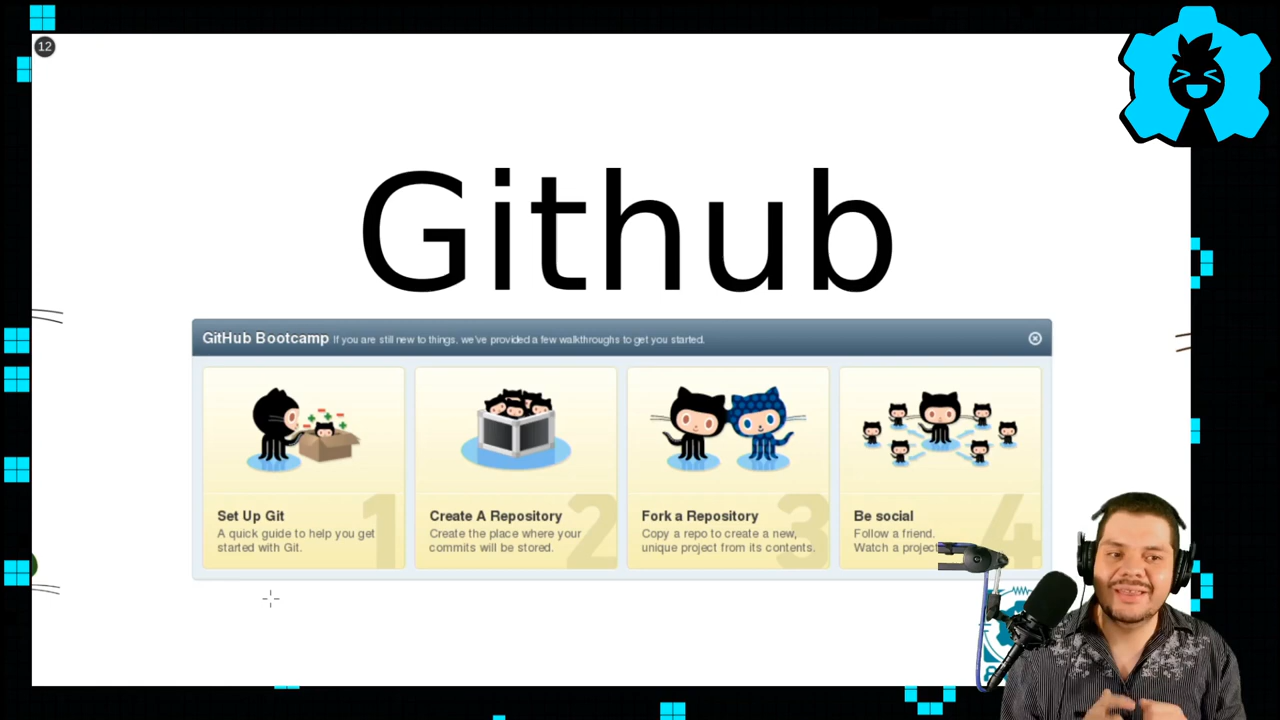 12
Github
GitHub Bootcamp If you are still new to things, we've provided a few walkthroughs to get you started.
1
Set Up Git
A quick guide to help you get
started with Git.
2
Create A Repository
Create the place where your
commits will be stored.
3
Fork a Repository
Copy a repo to create a new,
unique project from its contents.
4
Be social
Follow a friend.
Watch a project